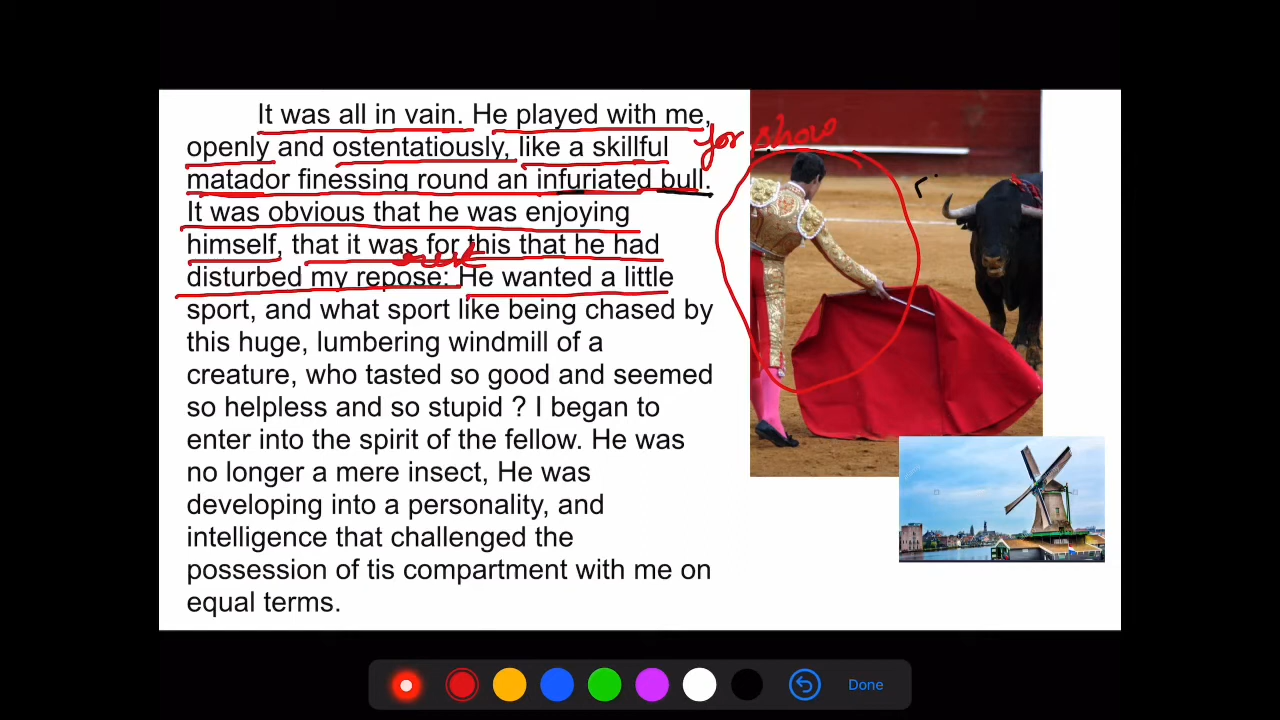 It was all in vain. He played with me,
for show
openly and ostentatiously, like a skillful
matador finessing round an infuriated bull.
It was obvious that he was enjoying
himself, that it was for this that he had
rest
disturbed my repose: He wanted a little
sport, and what sport like being chased by
this huge, lumbering windmill of a
creature, who tasted so good and seemed
so helpless and so stupid ? I began to
enter into the spirit of the fellow. He was
no longer a mere insect, He was
developing into a personality, and
intelligence that challenged the
possession of tis compartment with me on
equal terms.
Done